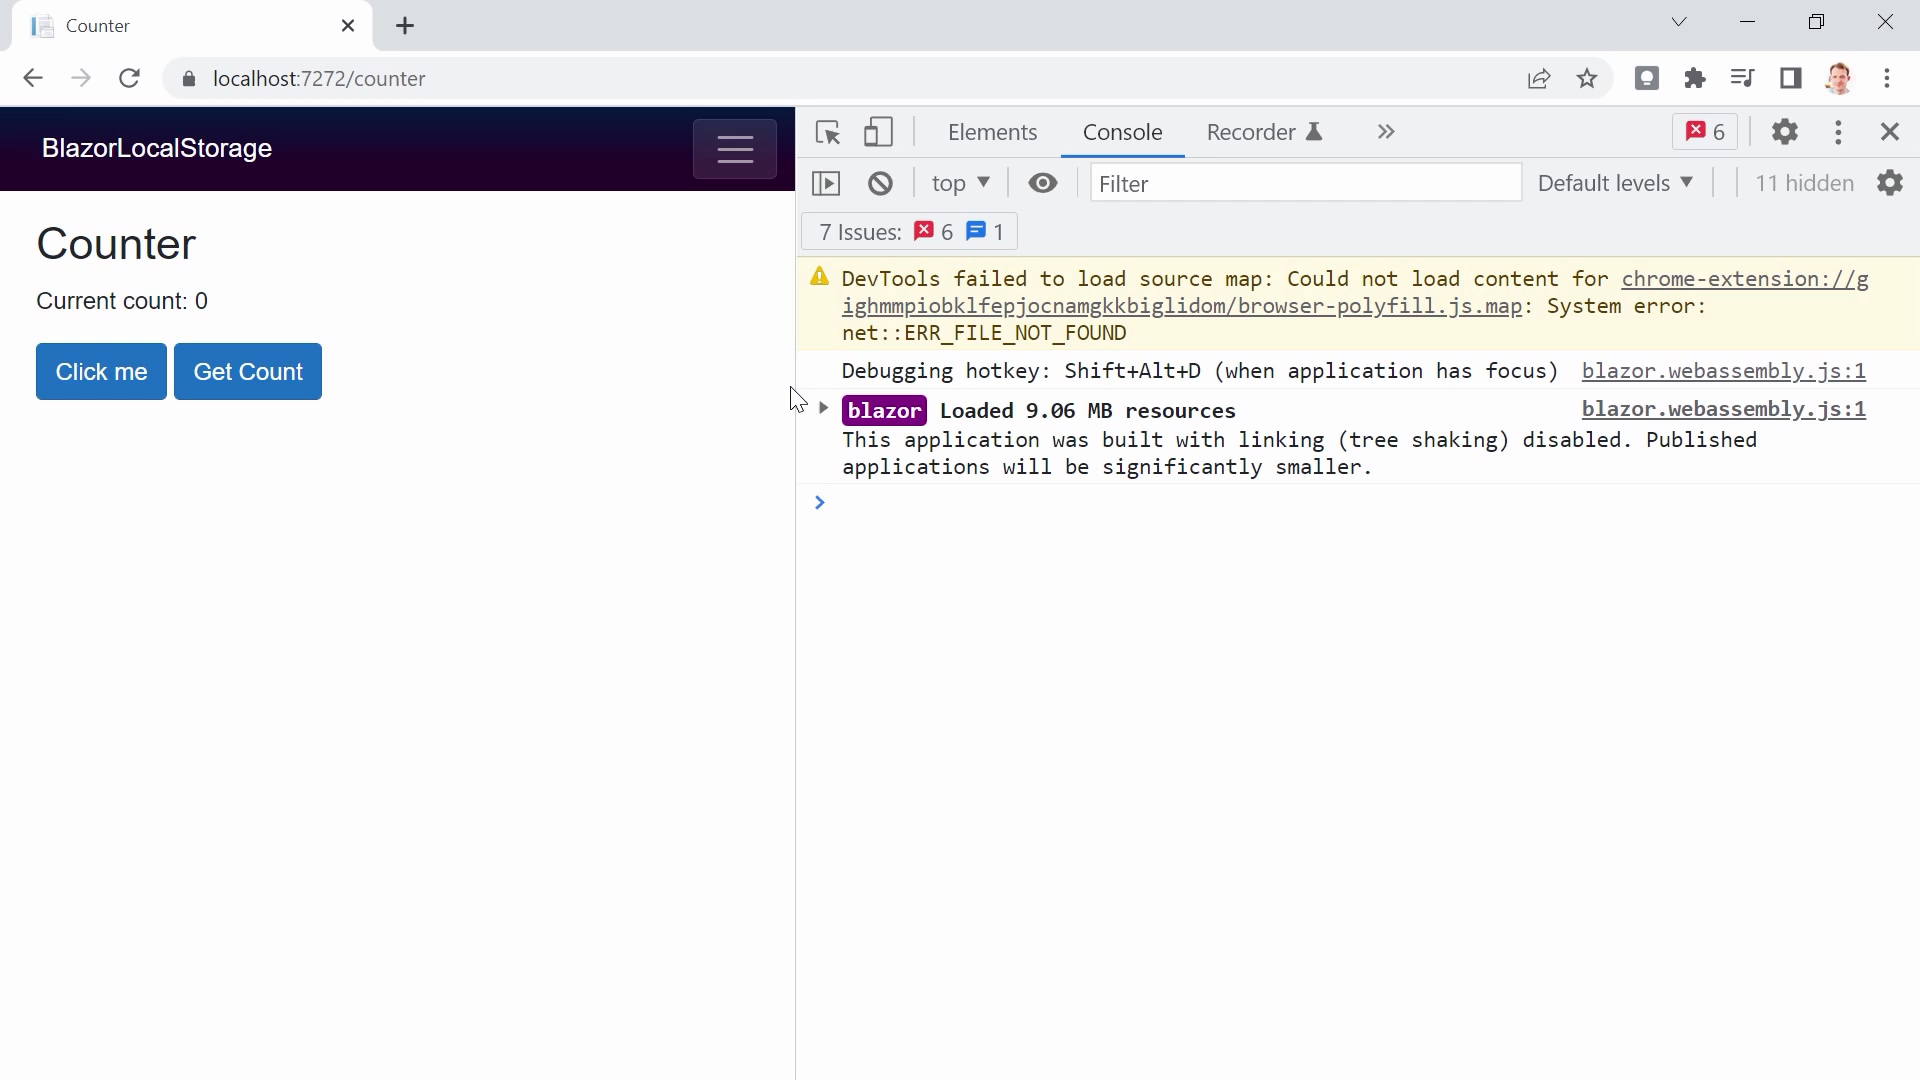 Counter
localhost:7272/counter
BlazorLocalStorage
Counter
Current count: 0
Click me
Get Count
Elements
Console
Recorder
6
top
Filter
Default levels
11 hidden
7 Issues: 6 1
DevTools failed to load source map: Could not load content for chrome-extension://g
ighmmpiobklfepjocnamgkkbiglidom/browser-polyfill.js.map: System error:
net::ERR_FILE_NOT_FOUND
Debugging hotkey: Shift+Alt+D (when application has focus) blazor.webassembly.js:1
blazor Loaded 9.06 MB resources blazor.webassembly.js:1
This application was built with linking (tree shaking) disabled. Published
applications will be significantly smaller.